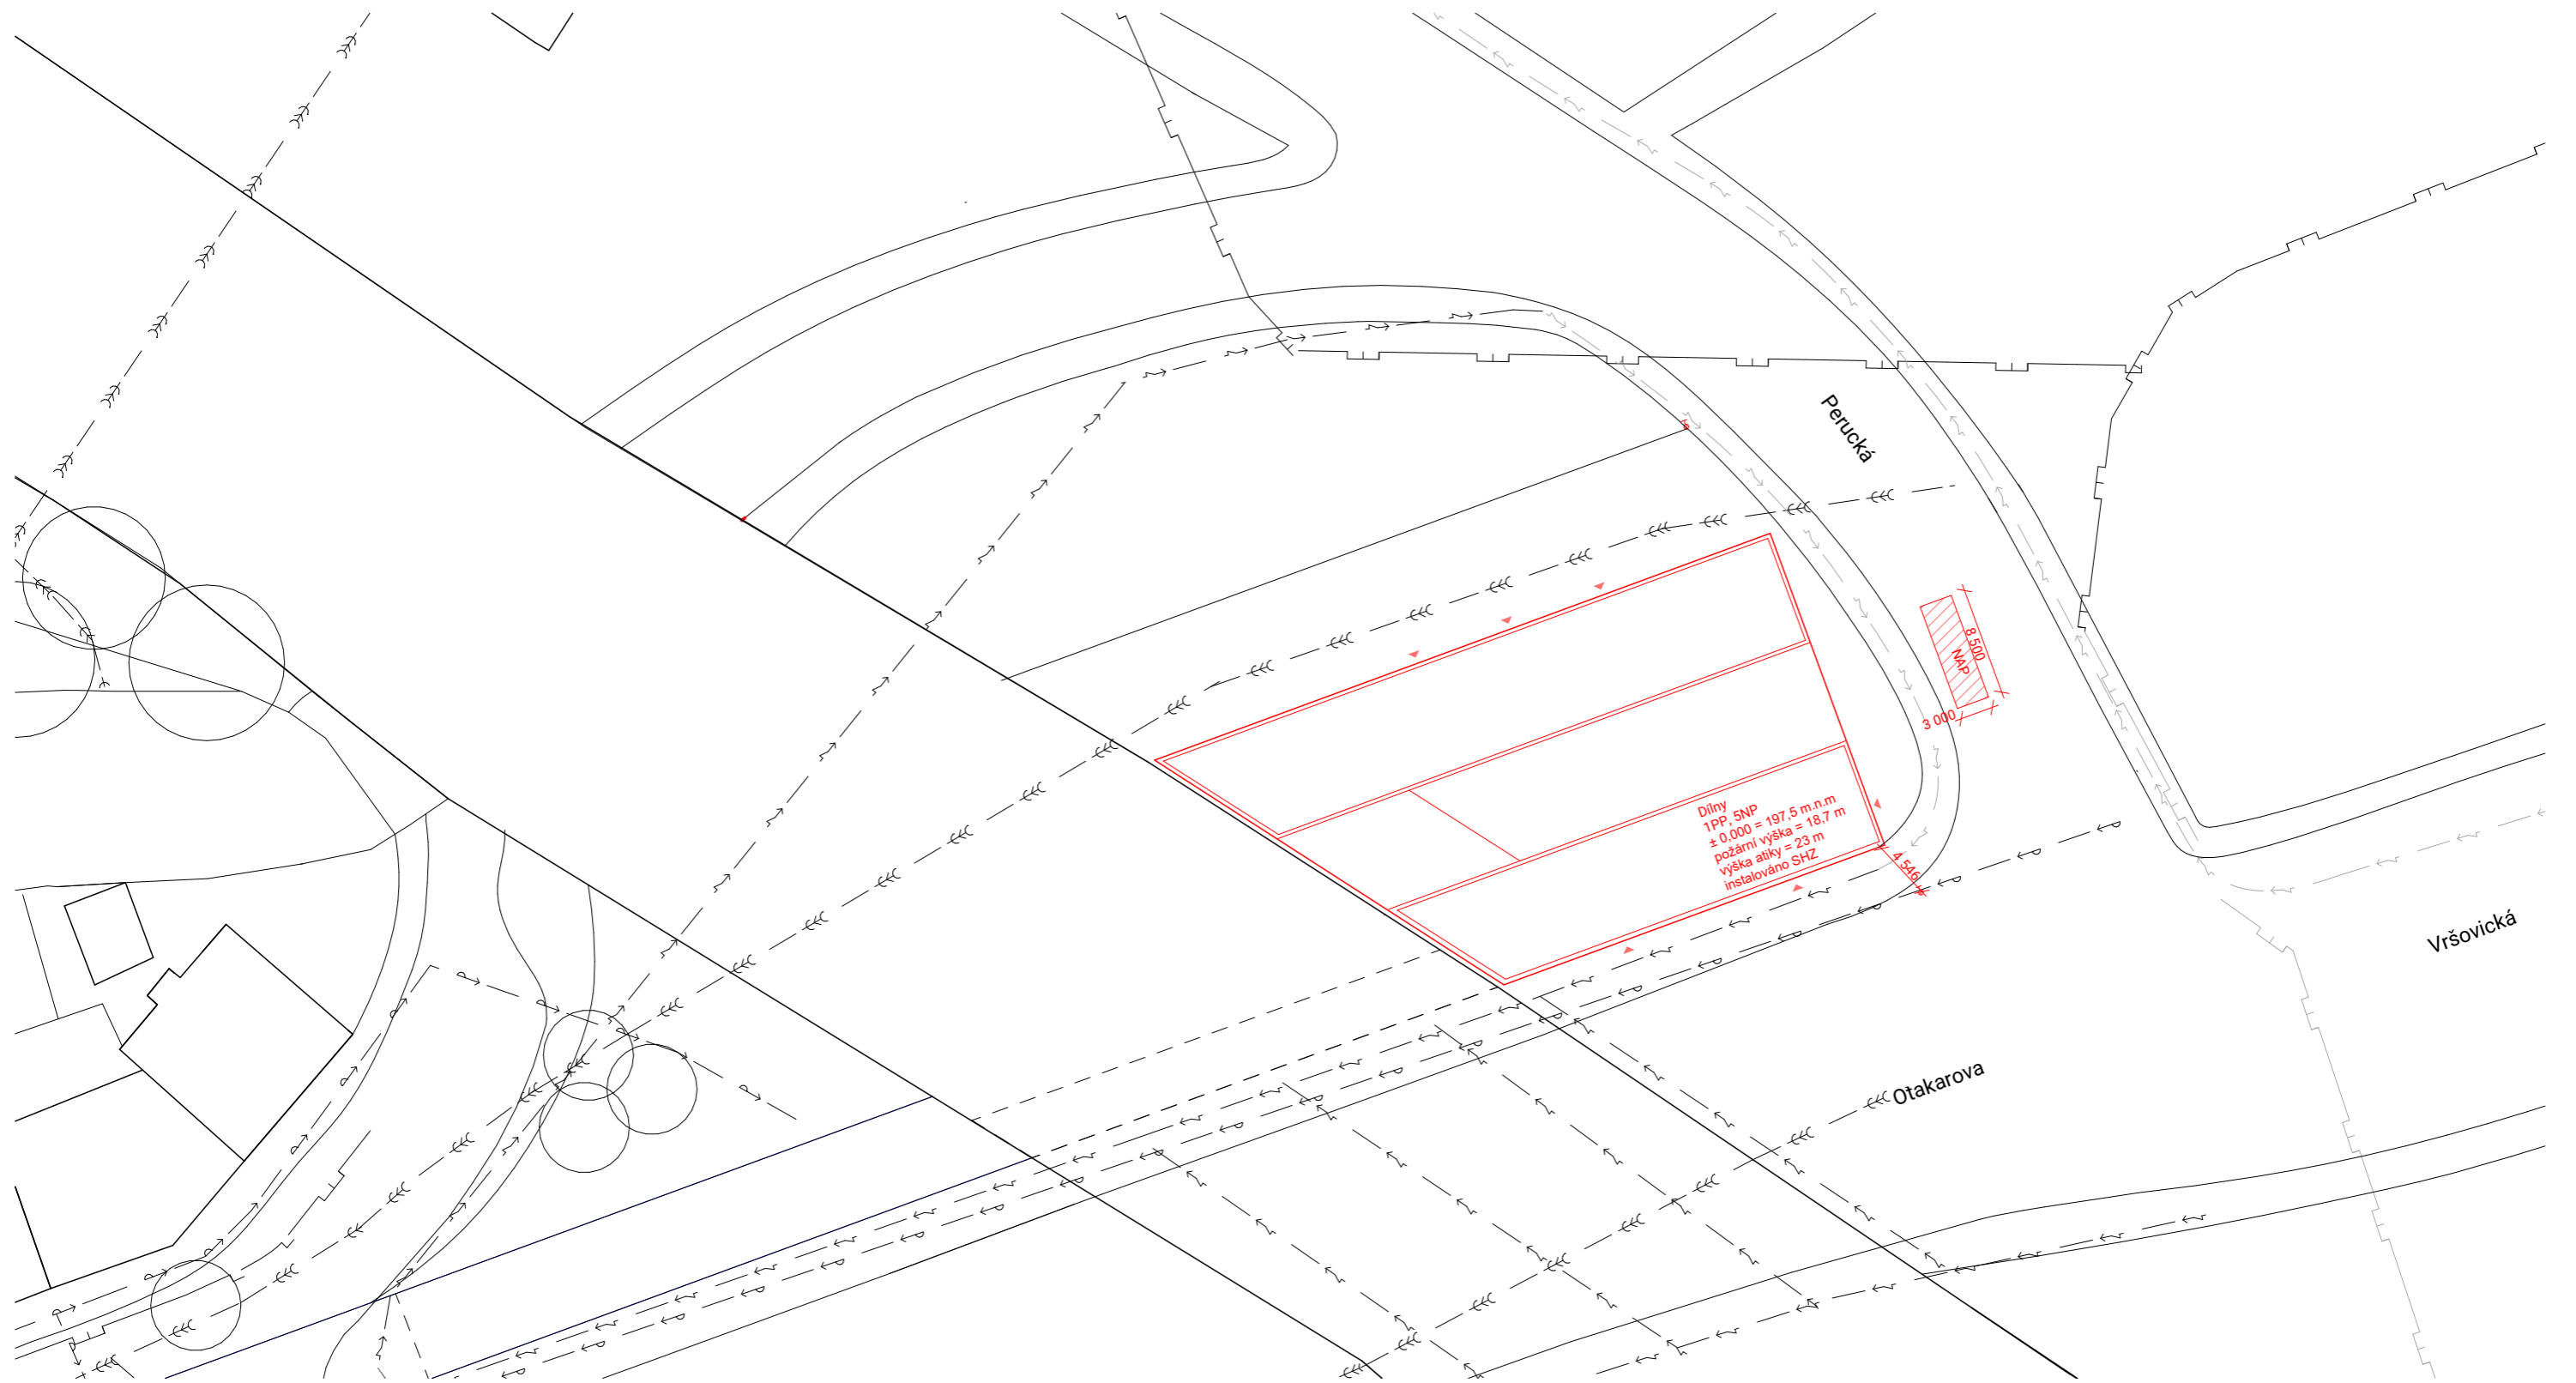 Perucká
8 500
NAP
3 000
Dílny
1PP, 5NP
± 0,000 = 197,5 m.n.m
požární výška = 18,7 m
výška atiky = 23 m
instalováno SHZ
4 546
Vršovická
Otakarova